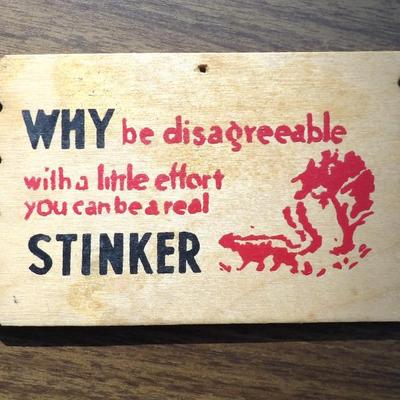 WHY be disagreeable
with a little effort
you can be a real
STINKER